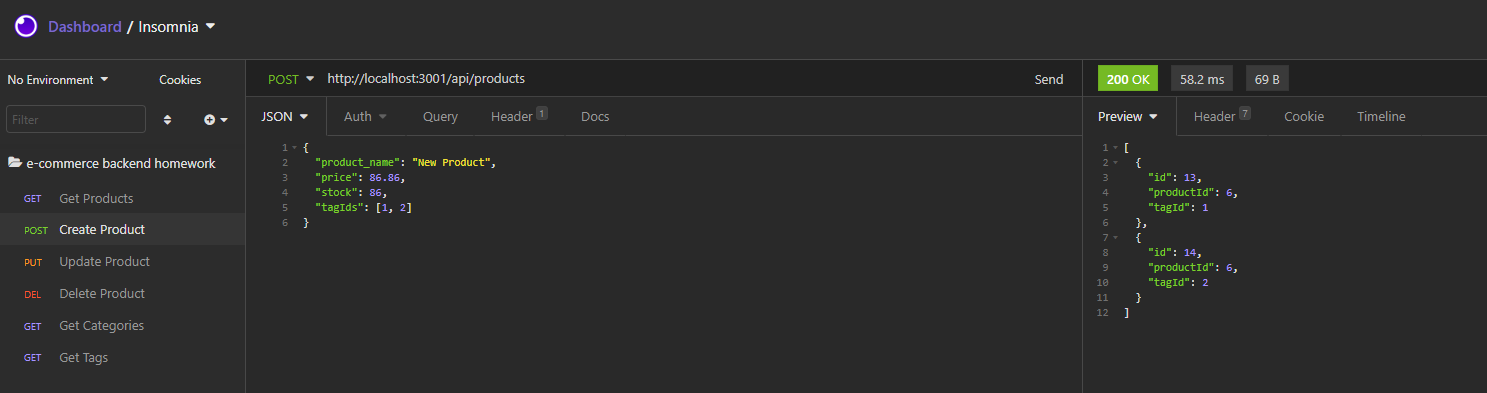 Dashboard / Insomnia
No Environment
Cookies
Filter
e-commerce backend homework
GET Get Products
POST Create Product
PUT Update Product
DEL Delete Product
GET Get Categories
GET Get Tags
POST http://localhost:3001/api/products Send
JSON Auth Query Header 1 Docs
1 {
2 "product_name": "New Product",
3 "price": 86.86,
4 "stock": 86,
5 "tagIds": [1, 2]
6 }
200 OK 58.2 ms 69 B
Preview Header 7 Cookie Timeline
1 [
2 {
3 "id": 13,
4 "productId": 6,
5 "tagId": 1
6 },
7 {
8 "id": 14,
9 "productId": 6,
10 "tagId": 2
11 }
12 ]